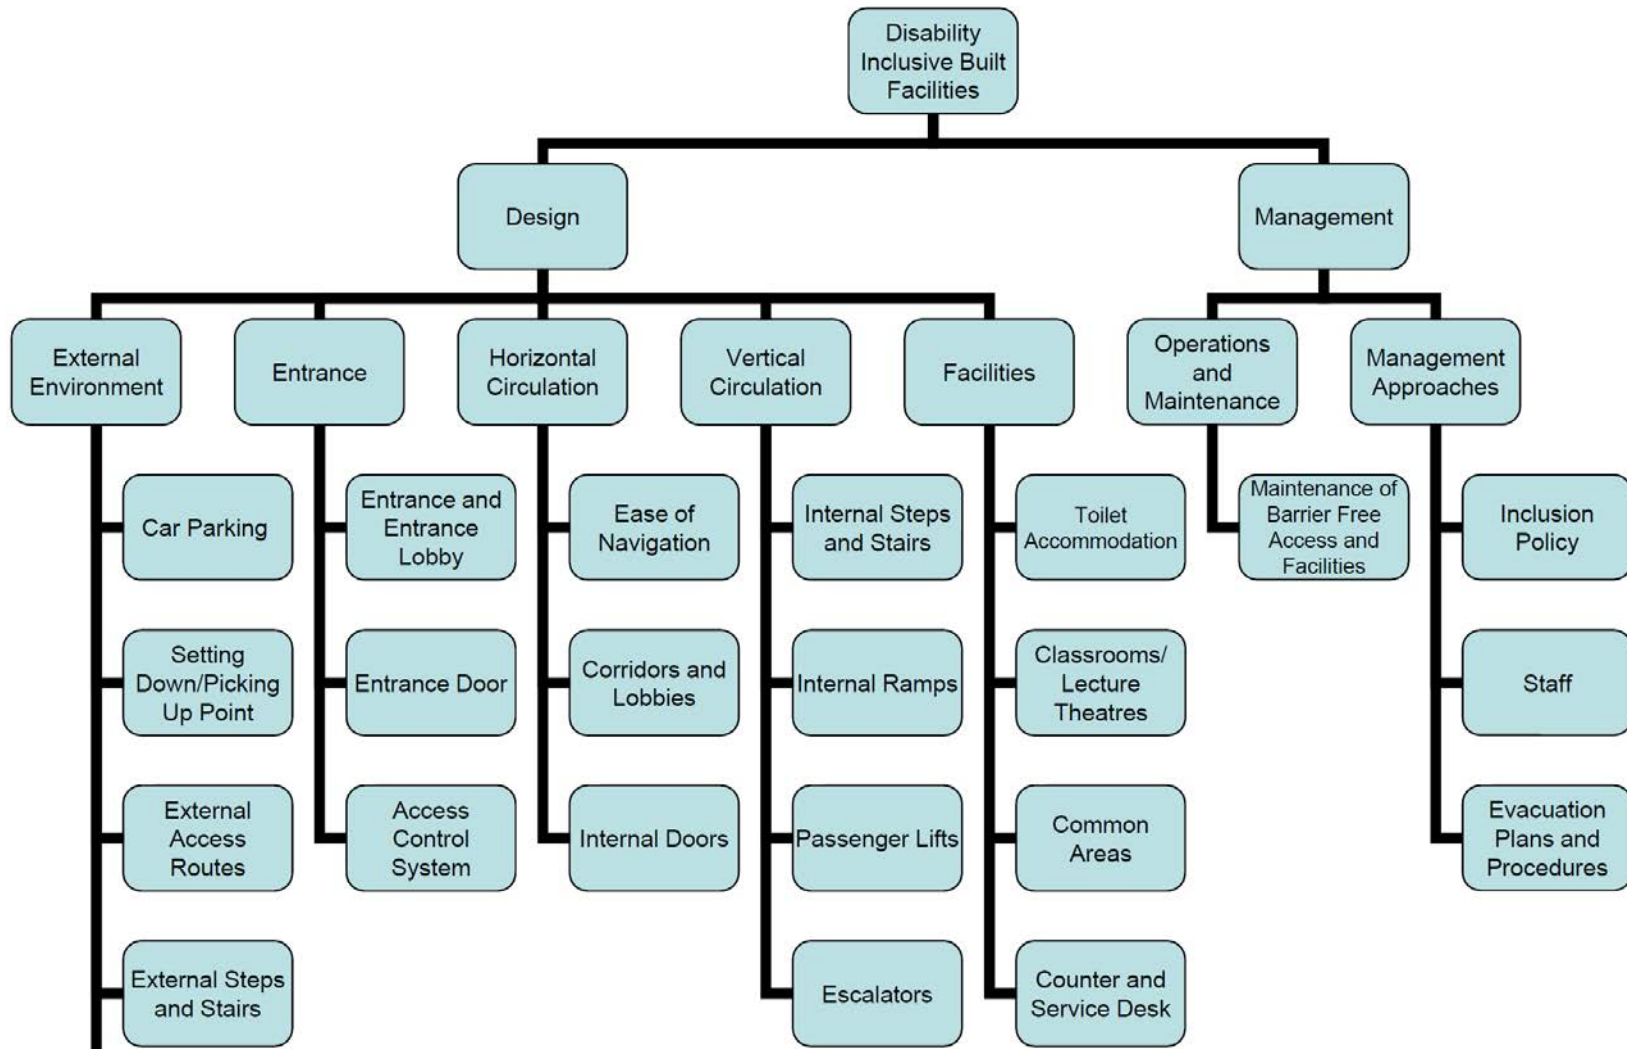 Disability
Inclusive Built
Facilities
Design
Management
External
Environment
Entrance
Horizontal
Circulation
Vertical
Circulation
Facilities
Operations
and
Maintenance
Management
Approaches
Car Parking
Entrance and
Entrance
Lobby
Ease of
Navigation
Internal Steps
and Stairs
Toilet
Accommodation
Maintenance of
Barrier Free
Access and
Facilities
Inclusion
Policy
Setting
Down/Picking
Up Point
Entrance Door
Corridors and
Lobbies
Internal Ramps
Classrooms/
Lecture
Theatres
Staff
External
Access
Routes
Access
Control
System
Internal Doors
Passenger Lifts
Common
Areas
Evacuation
Plans and
Procedures
External Steps
and Stairs
Escalators
Counter and
Service Desk